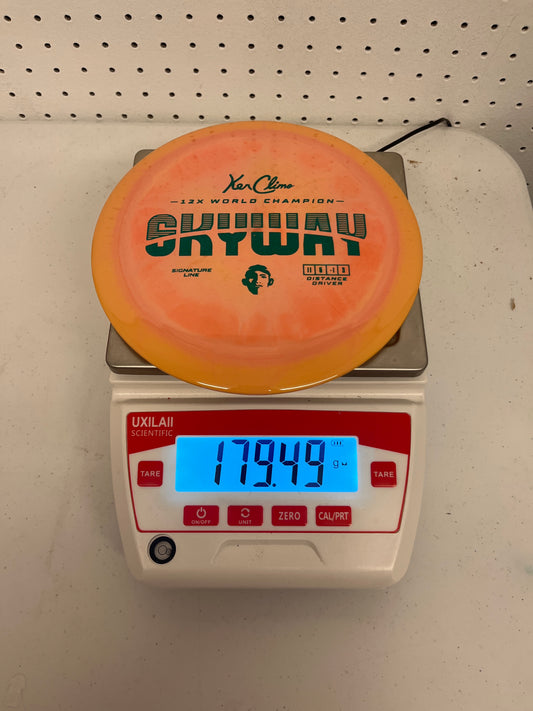 Ken Climo
12X WORLD CHAMPION
SKYWAY
SIGNATURE LINE
DISTANCE DRIVER
UXILAII
SCIENTIFIC
179.49
g
TARE
TARE
ON/OFF
UNIT
ZERO
CAL/PRT